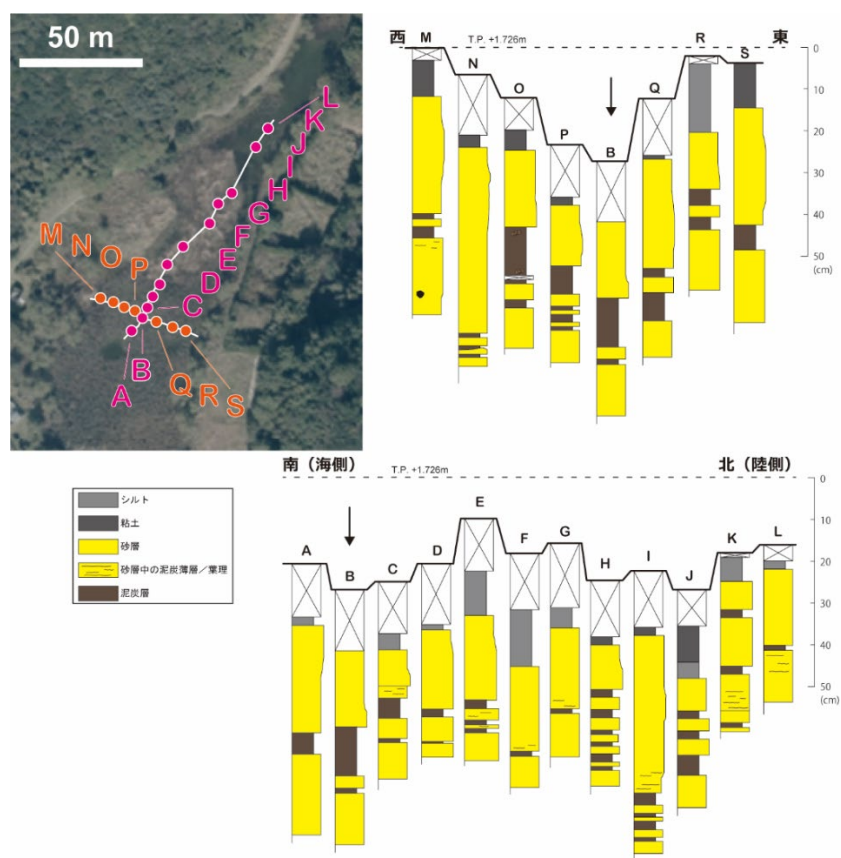 50 m
L
K
J
I
H
G
F
E
D
C
B
A
M
N
O
P
Q
R
S
西
M
T.P. +1.726m
R
東
N
O
P
B
Q
S
0
10
20
30
40
50
(cm)
南（海側）
T.P. +1.726m
北（陸側）
A
B
C
D
E
F
G
H
I
J
K
L
0
10
20
30
40
50
(cm)
シルト
粘土
砂層
砂層中の泥炭薄層／葉理
泥炭層